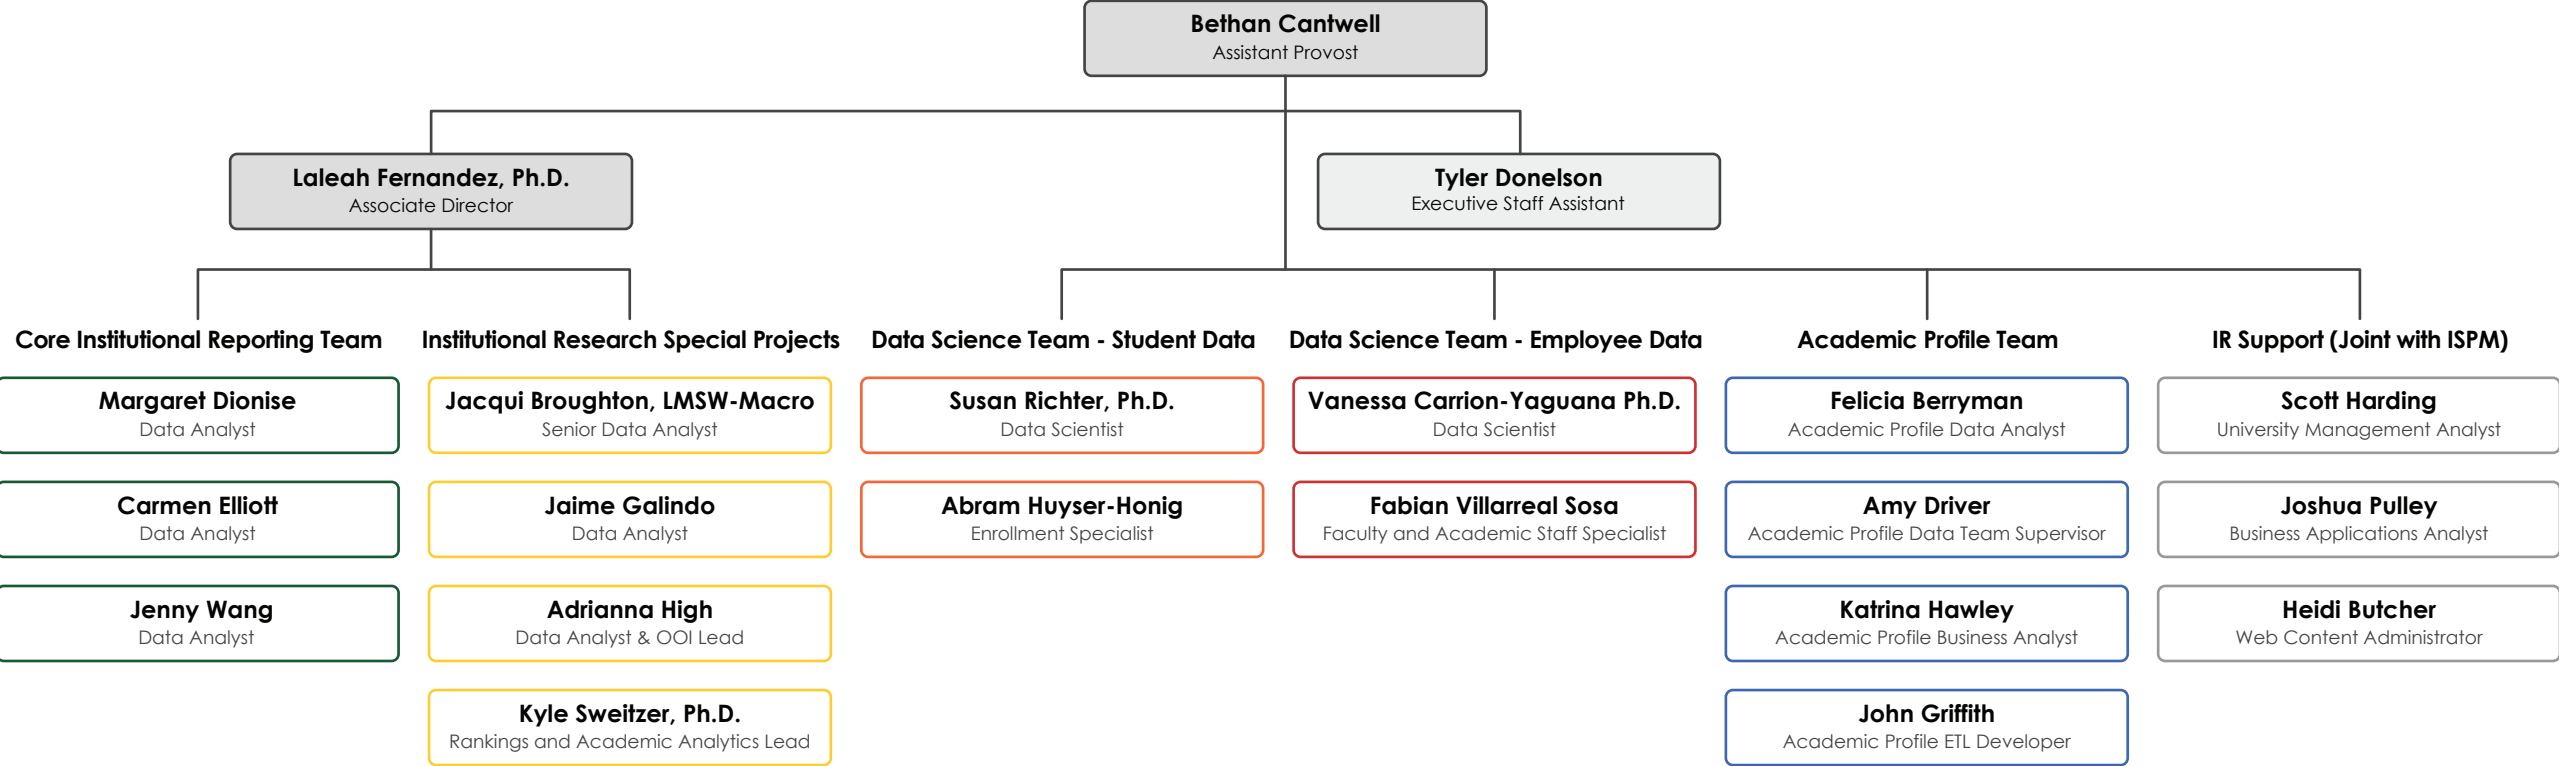 Bethan Cantwell
Assistant Provost
Laleah Fernandez, Ph.D.
Associate Director
Tyler Donelson
Executive Staff Assistant
Core Institutional Reporting Team
Margaret Dionise
Data Analyst
Carmen Elliott
Data Analyst
Jenny Wang
Data Analyst
Institutional Research Special Projects
Jacqui Broughton, LMSW-Macro
Senior Data Analyst
Jaime Galindo
Data Analyst
Adrianna High
Data Analyst & OOI Lead
Kyle Sweitzer, Ph.D.
Rankings and Academic Analytics Lead
Data Science Team - Student Data
Susan Richter, Ph.D.
Data Scientist
Abram Huyser-Honig
Enrollment Specialist
Data Science Team - Employee Data
Vanessa Carrion-Yaguana Ph.D.
Data Scientist
Fabian Villarreal Sosa
Faculty and Academic Staff Specialist
Academic Profile Team
Felicia Berryman
Academic Profile Data Analyst
Amy Driver
Academic Profile Data Team Supervisor
Katrina Hawley
Academic Profile Business Analyst
John Griffith
Academic Profile ETL Developer
IR Support (Joint with ISPM)
Scott Harding
University Management Analyst
Joshua Pulley
Business Applications Analyst
Heidi Butcher
Web Content Administrator